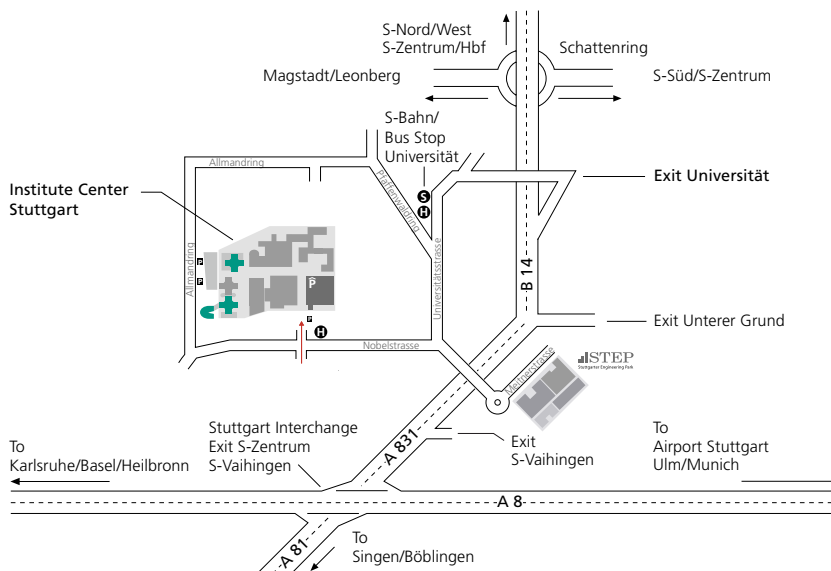 S-Nord/West
S-Zentrum/Hbf
Schattenring
Magstadt/Leonberg
S-Süd/S-Zentrum
S-Bahn/
Bus Stop
Universität
Allmandring
Pfaffenwaldring
Exit Universität
Institute Center
Stuttgart
S
H
Allmandring
P
P
P
Universitätsstrasse
B 14
P
H
Exit Unterer Grund
Nobelstrasse
Meitnerstrasse
STEP
Stuttgarter Engineering Park
Stuttgart Interchange
Exit S-Zentrum
S-Vaihingen
A 831
Exit
S-Vaihingen
To
Karlsruhe/Basel/Heilbronn
To
Airport Stuttgart
Ulm/Munich
A 8
A 81
To
Singen/Böblingen